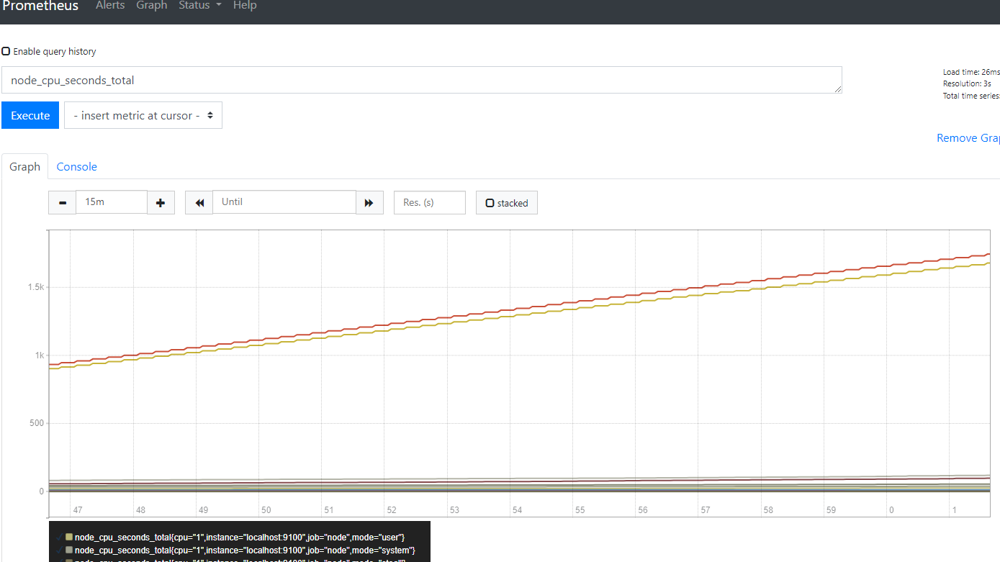 Prometheus Alerts Graph Status Help
Enable query history
node_cpu_seconds_total
Load time: 26ms
Resolution: 3s
Total time series:
Execute - insert metric at cursor -
Remove Grap
Graph Console
15m Until Res. (s) stacked
1.5k
1k
500
0
47 48 49 50 51 52 53 54 55 56 57 58 59 0 1
node_cpu_seconds_total{cpu="1",instance="localhost:9100",job="node",mode="user"}
node_cpu_seconds_total{cpu="1",instance="localhost:9100",job="node",mode="system"}